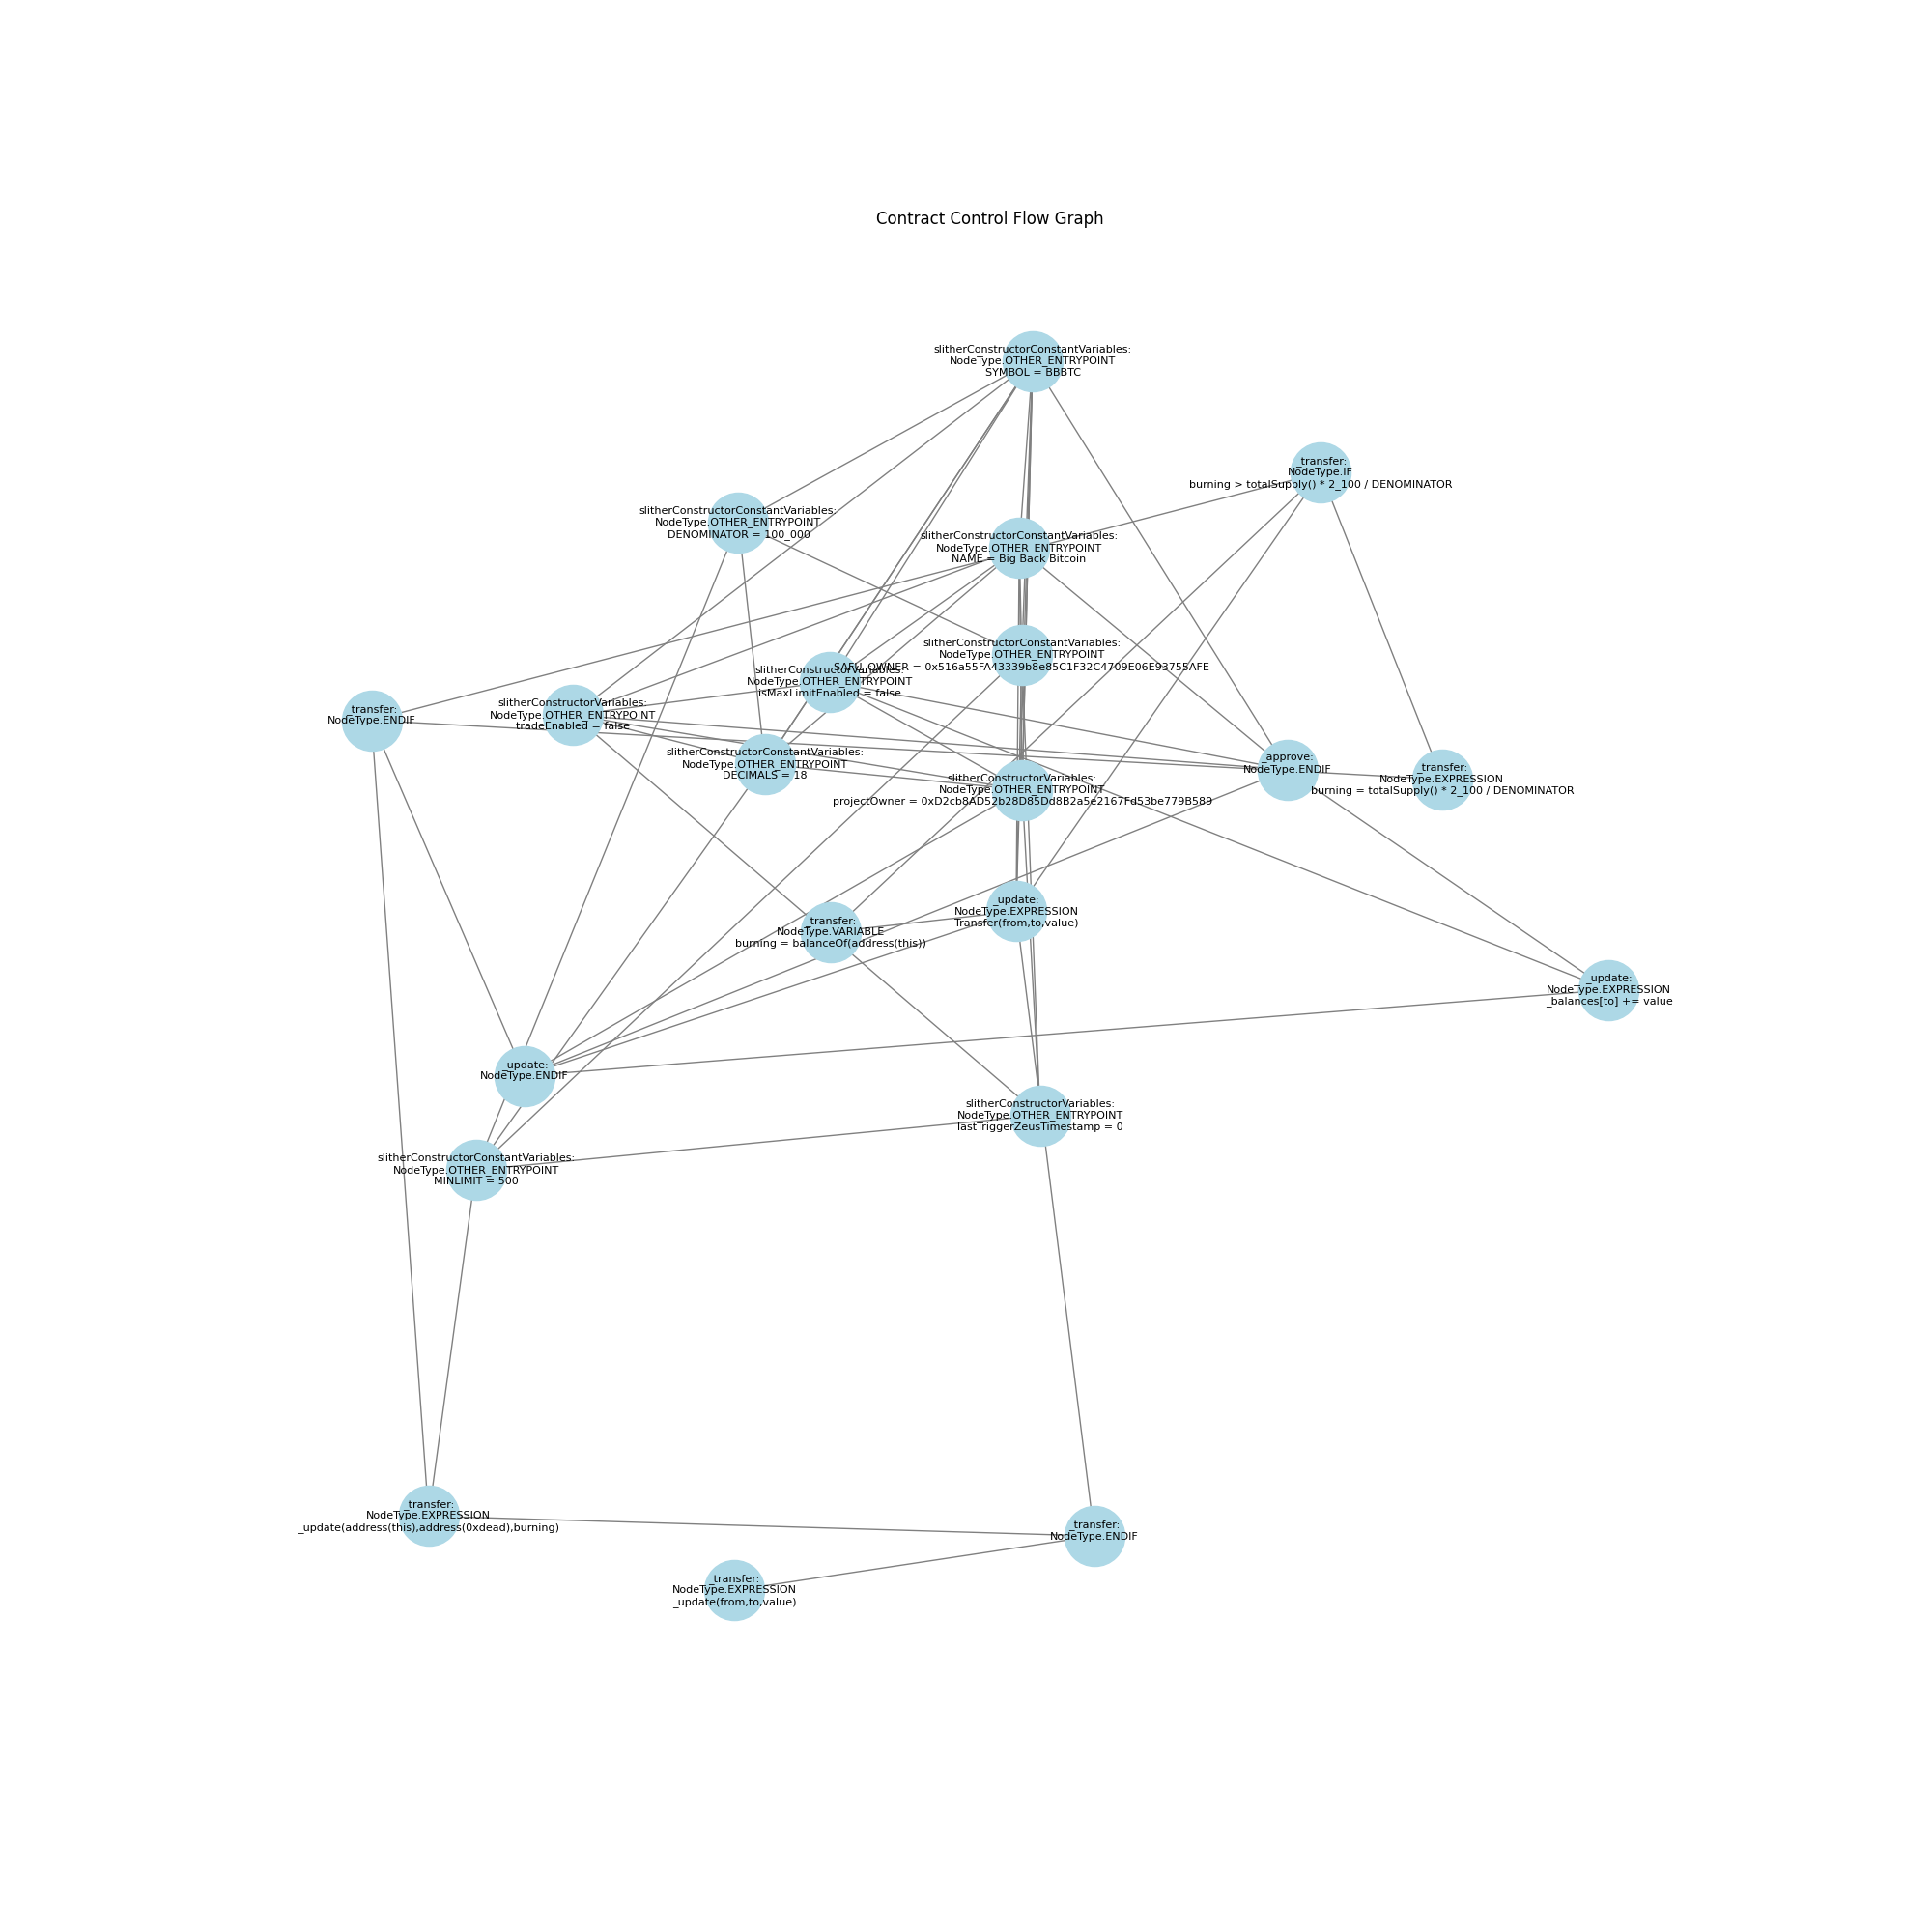 Contract Control Flow Graph
slitherConstructorConstantVariables:
NodeType.OTHER_ENTRYPOINT
SYMBOL = BBBTC
_transfer:
NodeType.IF
burning > totalSupply() * 2_100 / DENOMINATOR
slitherConstructorConstantVariables:
NodeType.OTHER_ENTRYPOINT
DENOMINATOR = 100_000
slitherConstructorConstantVariables:
NodeType.OTHER_ENTRYPOINT
NAME = Big Back Bitcoin
slitherConstructorConstantVariables:
NodeType.OTHER_ENTRYPOINT
SAFU_OWNER = 0x516a55FA43339b8e85C1F32C4709E06E93755AFE
slitherConstructorVariables:
NodeType.OTHER_ENTRYPOINT
isMaxLimitEnabled = false
slitherConstructorVariables:
NodeType.OTHER_ENTRYPOINT
tradeEnabled = false
_transfer:
NodeType.ENDIF
slitherConstructorConstantVariables:
NodeType.OTHER_ENTRYPOINT
DECIMALS = 18
_approve:
NodeType.ENDIF
_transfer:
NodeType.EXPRESSION
burning = totalSupply() * 2_100 / DENOMINATOR
slitherConstructorVariables:
NodeType.OTHER_ENTRYPOINT
projectOwner = 0xD2cb8AD52b28D85Dd8B2a5e2167Fd53be779B589
_update:
NodeType.EXPRESSION
Transfer(from,to,value)
_transfer:
NodeType.VARIABLE
burning = balanceOf(address(this))
_update:
NodeType.EXPRESSION
_balances[to] += value
_update:
NodeType.ENDIF
slitherConstructorVariables:
NodeType.OTHER_ENTRYPOINT
lastTriggerZeusTimestamp = 0
slitherConstructorConstantVariables:
NodeType.OTHER_ENTRYPOINT
MINLIMIT = 500
_transfer:
NodeType.EXPRESSION
_update(address(this),address(0xdead),burning)
_transfer:
NodeType.ENDIF
_transfer:
NodeType.EXPRESSION
_update(from,to,value)